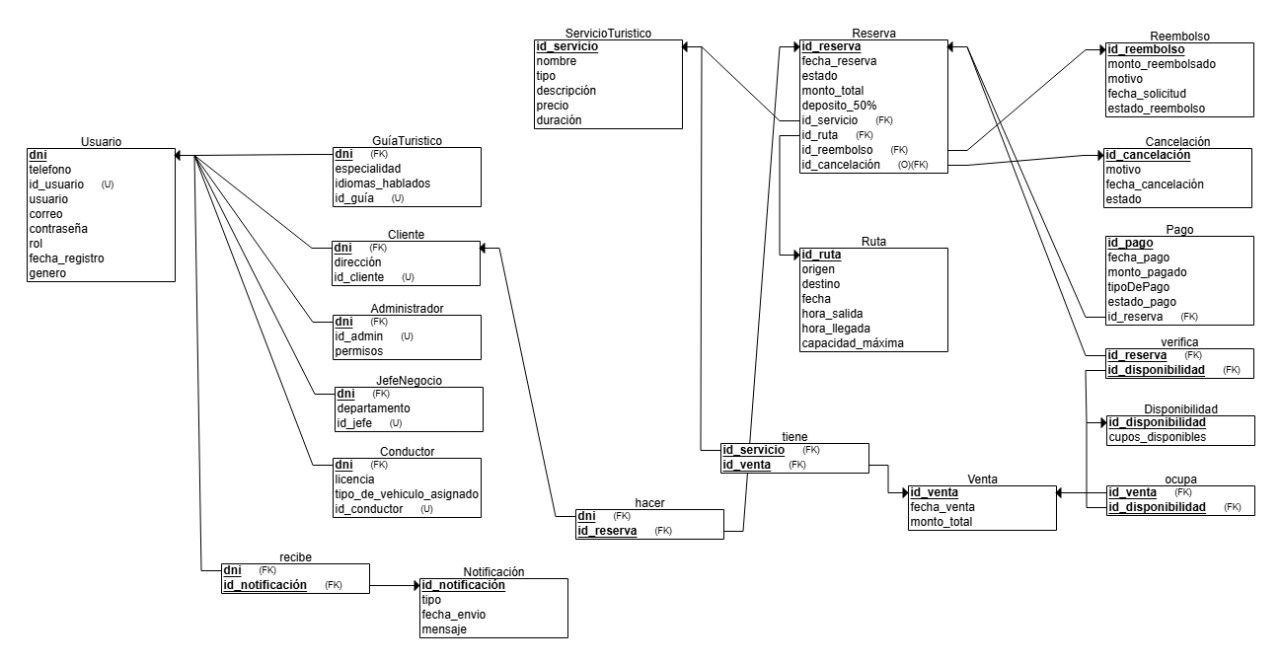 ServicioTuristico
id_servicio
nombre
tipo
descripción
precio
duración
Reserva
id_reserva
fecha_reserva
estado
monto_total
deposito_50%
id_servicio (FK)
id_ruta (FK)
id_reembolso (FK)
id_cancelación (O)(FK)
Reembolso
id_reembolso
monto_reembolsado
motivo
fecha_solicitud
estado_reembolso
Usuario
dni
telefono
id_usuario (U)
usuario
correo
contraseña
rol
fecha_registro
genero
GuíaTuristico
dni (FK)
especialidad
idiomas_hablados
id_guía (U)
Cancelación
id_cancelación
motivo
fecha_cancelación
estado
Cliente
dni (FK)
dirección
id_cliente (U)
Ruta
id_ruta
origen
destino
fecha
hora_salida
hora_llegada
capacidad_máxima
Pago
id_pago
fecha_pago
monto_pagado
tipoDePago
estado_pago
id_reserva (FK)
Administrador
dni (FK)
id_admin (U)
permisos
verifica
id_reserva (FK)
id_disponibilidad (FK)
JefeNegocio
dni (FK)
departamento
id_jefe (U)
Disponibilidad
id_disponibilidad
cupos_disponibles
Conductor
dni (FK)
licencia
tipo_de_vehiculo_asignado
id_conductor (U)
tiene
id_servicio (FK)
id_venta (FK)
Venta
id_venta
fecha_venta
monto_total
ocupa
id_venta (FK)
id_disponibilidad (FK)
hacer
dni (FK)
id_reserva (FK)
recibe
dni (FK)
id_notificación (FK)
Notificación
id_notificación
tipo
fecha_envio
mensaje